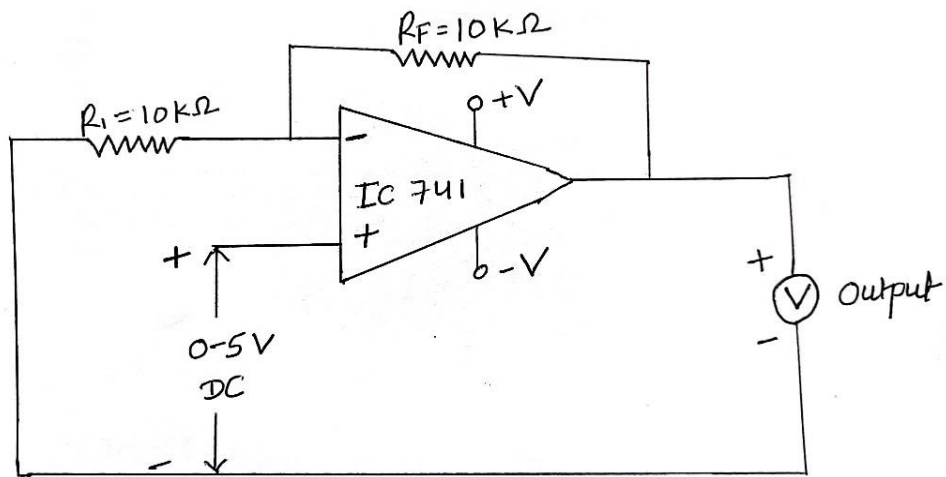 RF=10KΩ
R1=10KΩ
+V
-
IC 741
+
-V
+
0-5V
DC
-
+
V
Output
-